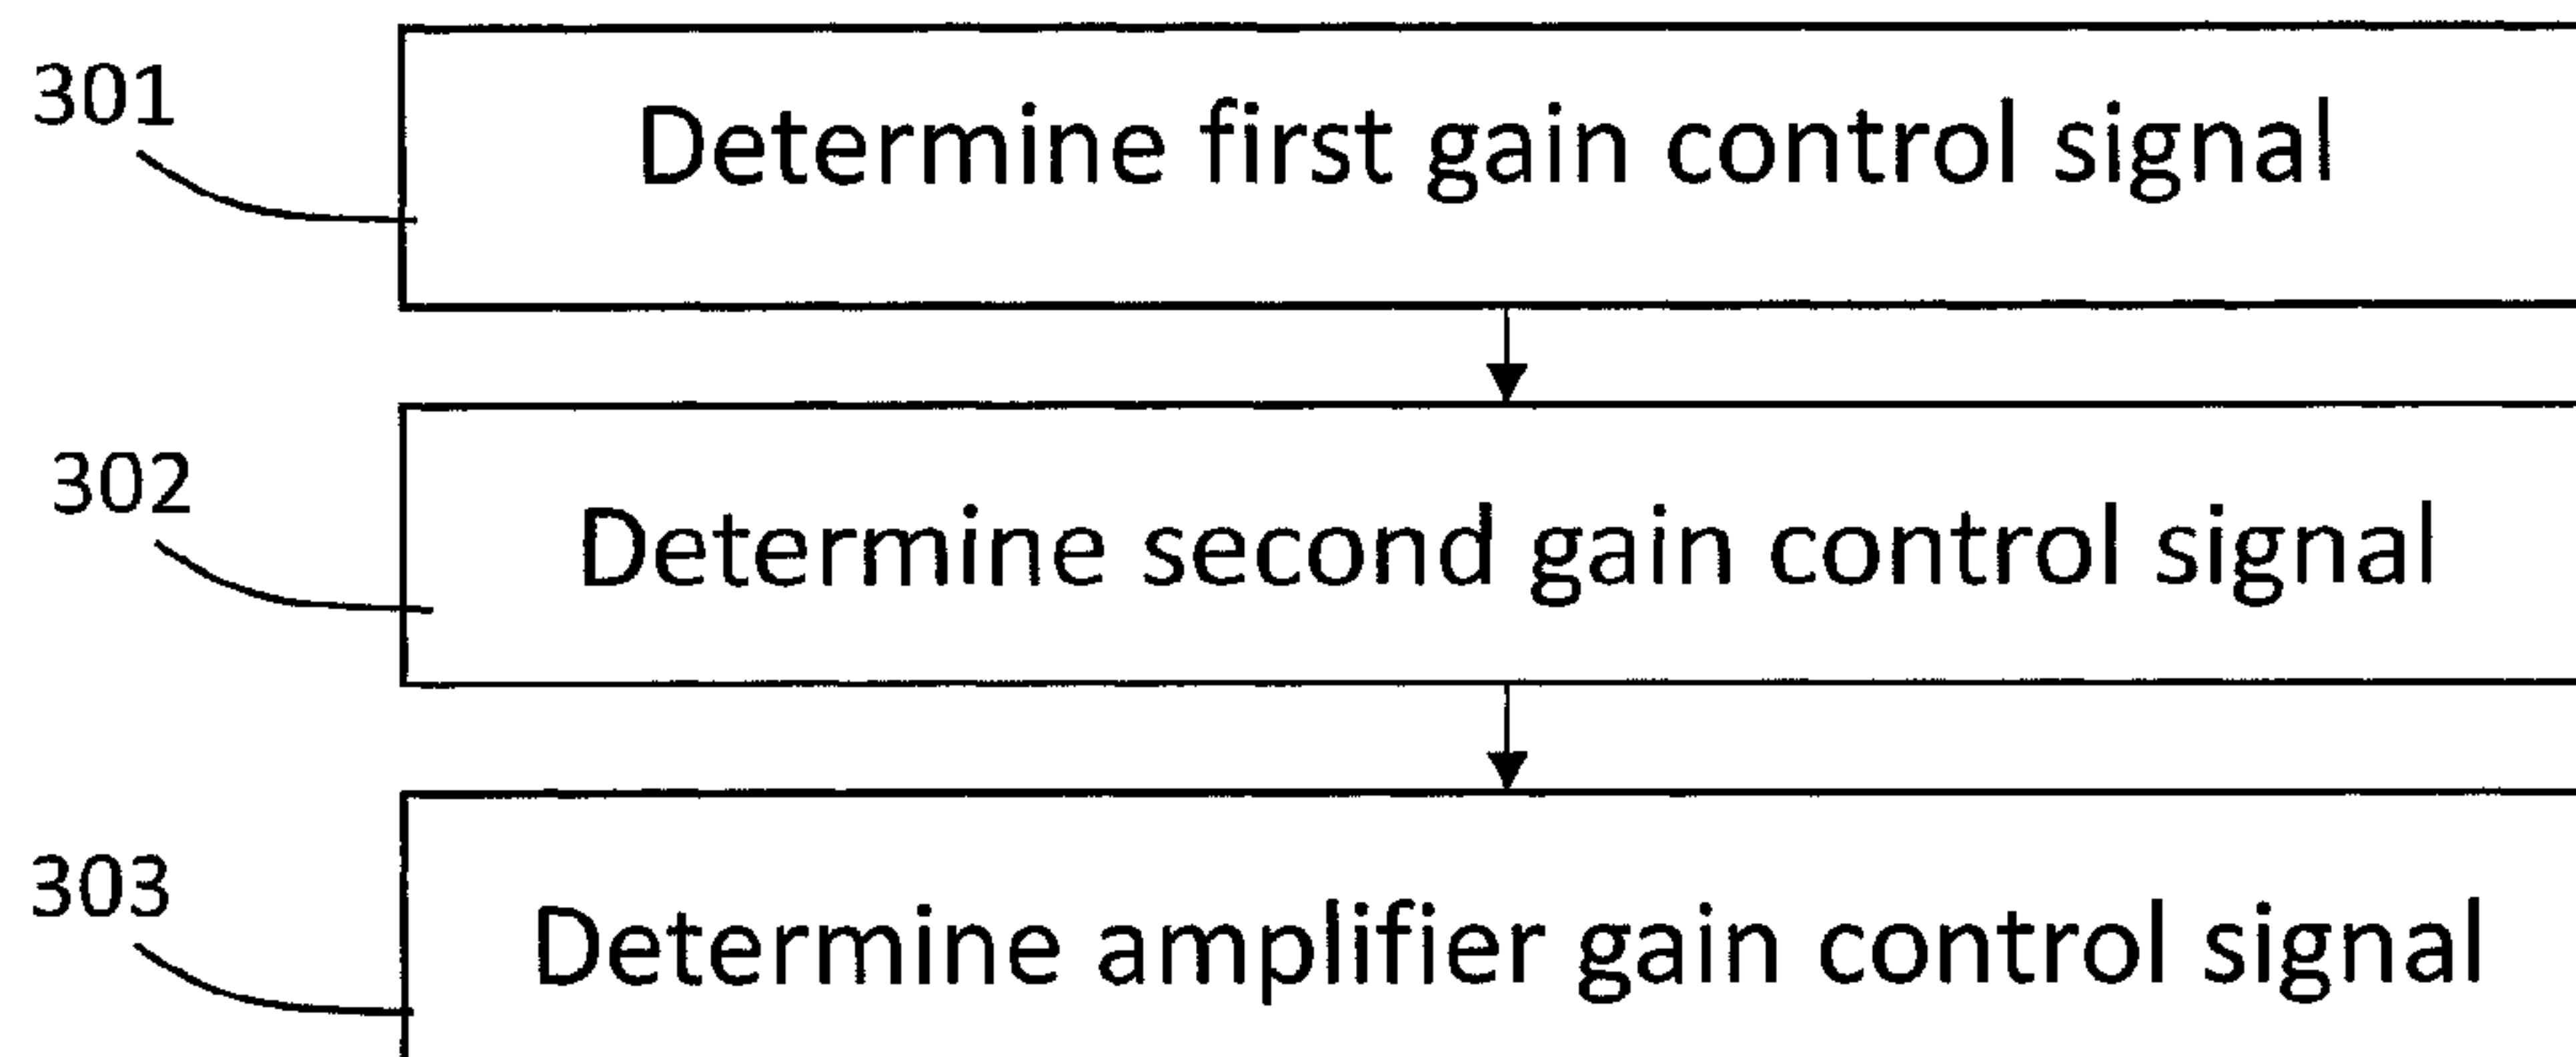 301
Determine first gain control signal
302
Determine second gain control signal
303
Determine amplifier gain control signal